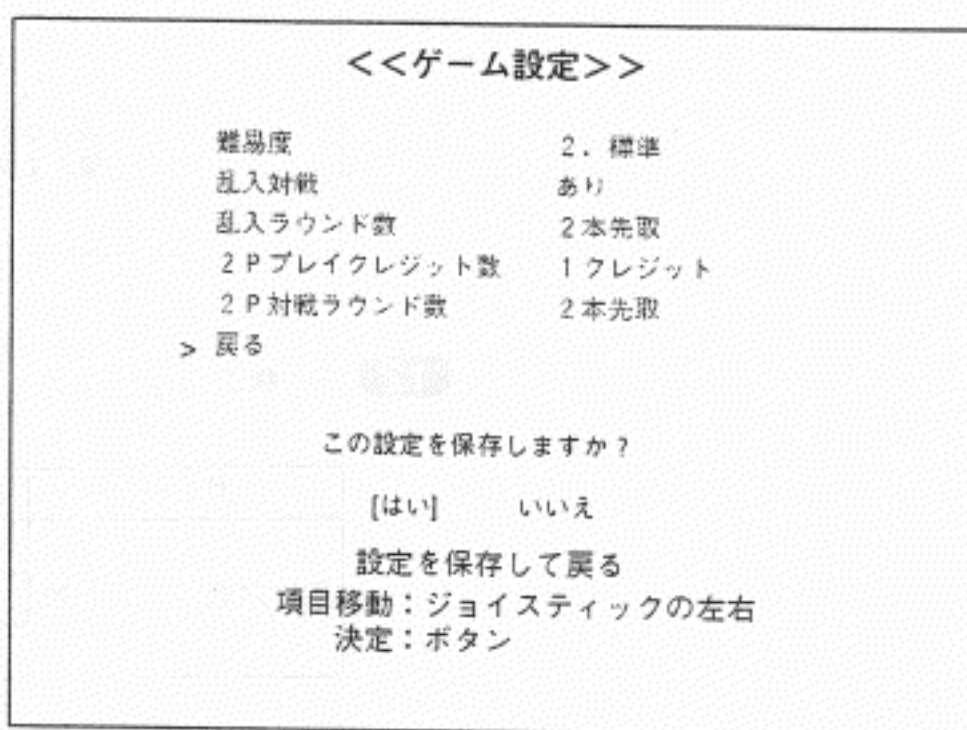 <<ゲーム設定>>
難易度 2. 標準
乱入対戦 あり
乱入ラウンド数 2本先取
2Pプレイクレジット数 1クレジット
2P対戦ラウンド数 2本先取
> 戻る
この設定を保存しますか?
[はい] いいえ
設定を保存して戻る
項目移動:ジョイスティックの左右
決定:ボタン